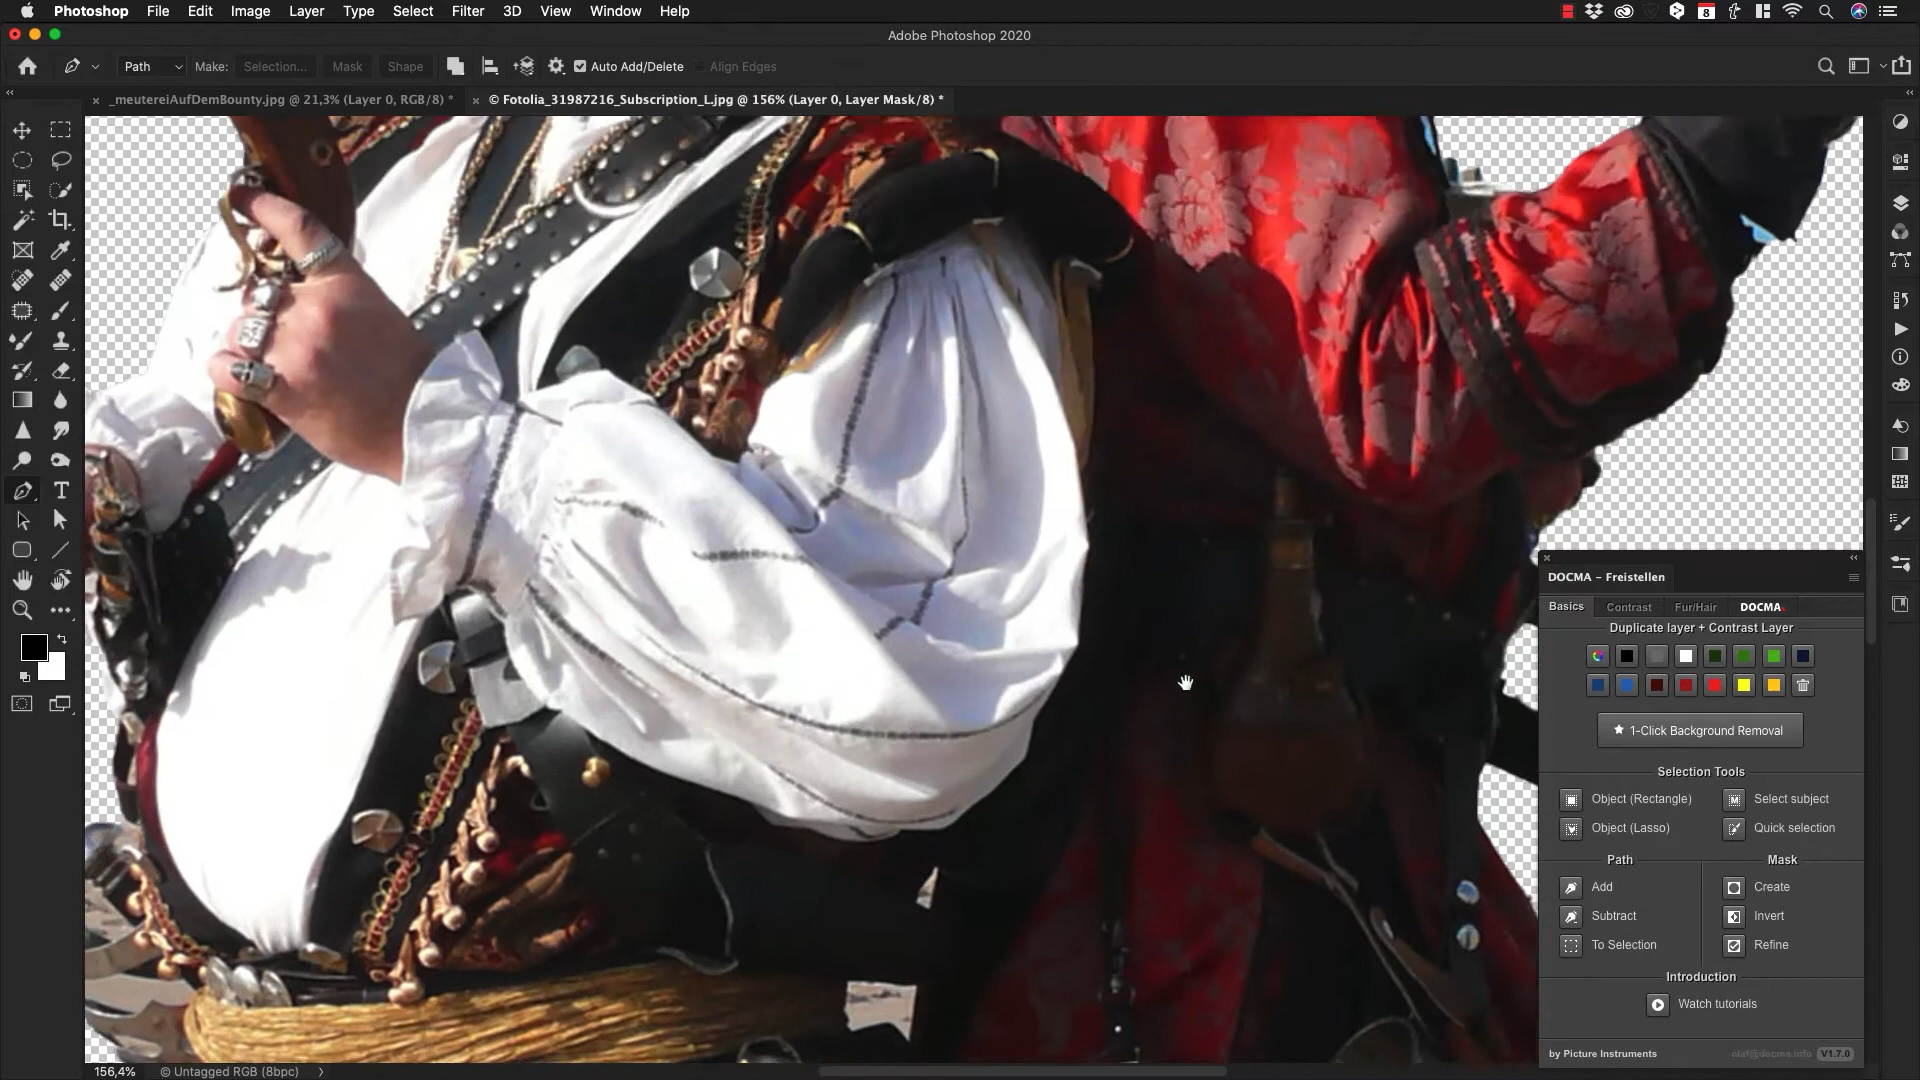 Photoshop File Edit Image Layer Type Select Filter 3D View Window Help
8
Adobe Photoshop 2020
Path Make: Selection... Mask Shape Auto Add/Delete Align Edges
_meutereiAufDemBounty.jpg @ 21,3% (Layer 0, RGB/8) *
© Fotolia_31987216_Subscription_L.jpg @ 156% (Layer 0, Layer Mask/8) *
DOCMA – Freistellen
Basics Contrast Fur/Hair DOCMA
Duplicate layer + Contrast Layer
1-Click Background Removal
Selection Tools
Object (Rectangle) Select subject
Object (Lasso) Quick selection
Path Mask
Add Create
Subtract Invert
To Selection Refine
Introduction
Watch tutorials
by Picture Instruments olaf@docma.info V1.7.0
156,4% © Untagged RGB (8bpc)